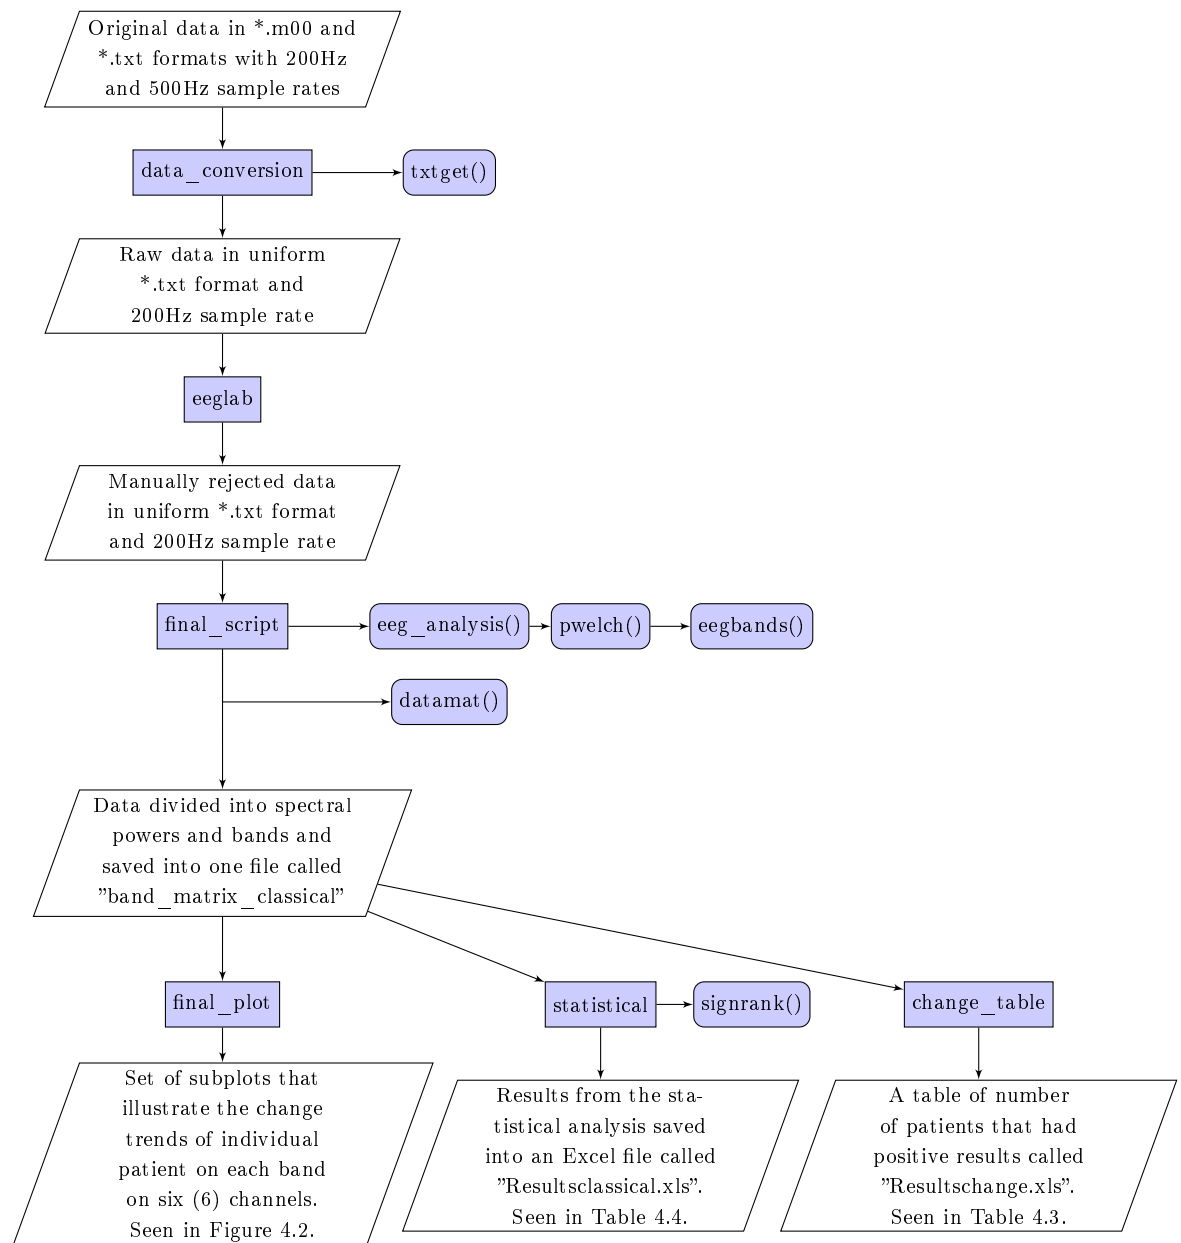 Original data in *.m00 and
*.txt formats with 200Hz
and 500Hz sample rates
data_conversion
txtget()
Raw data in uniform
*.txt format and
200Hz sample rate
eeglab
Manually rejected data
in uniform *.txt format
and 200Hz sample rate
final_script
eeg_analysis()
pwelch()
eegbands()
datamat()
Data divided into spectral
powers and bands and
saved into one file called
"band_matrix_classical"
final_plot
statistical
signrank()
change_table
Set of subplots that
illustrate the change
trends of individual
patient on each band
on six (6) channels.
Seen in Figure 4.2.
Results from the sta-
tistical analysis saved
into an Excel file called
"Resultsclassical.xls".
Seen in Table 4.4.
A table of number
of patients that had
positive results called
"Resultschange.xls".
Seen in Table 4.3.